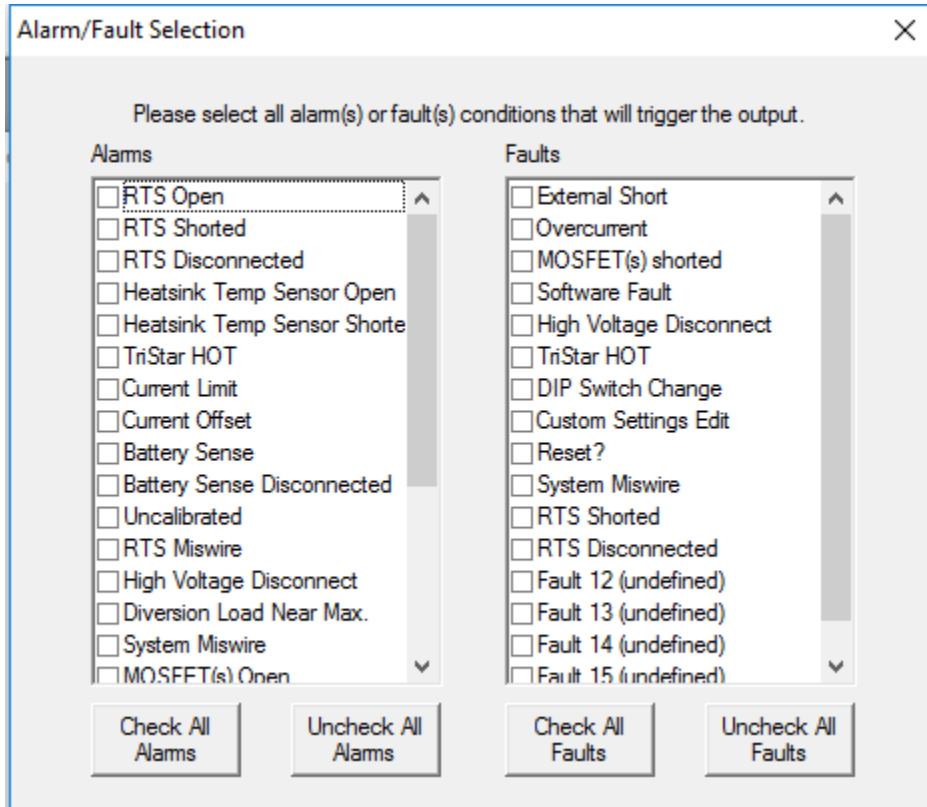 Alarm/Fault Selection
Please select all alarm(s) or fault(s) conditions that will trigger the output.
Alarms
RTS Open
RTS Shorted
RTS Disconnected
Heatsink Temp Sensor Open
Heatsink Temp Sensor Shorte
TriStar HOT
Current Limit
Current Offset
Battery Sense
Battery Sense Disconnected
Uncalibrated
RTS Miswire
High Voltage Disconnect
Diversion Load Near Max.
System Miswire
MOSFET(s) Open
Check All
Alarms
Uncheck All
Alarms
Faults
External Short
Overcurrent
MOSFET(s) shorted
Software Fault
High Voltage Disconnect
TriStar HOT
DIP Switch Change
Custom Settings Edit
Reset?
System Miswire
RTS Shorted
RTS Disconnected
Fault 12 (undefined)
Fault 13 (undefined)
Fault 14 (undefined)
Fault 15 (undefined)
Check All
Faults
Uncheck All
Faults